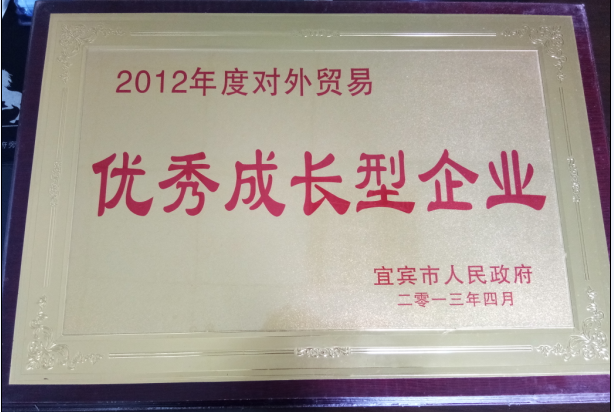 2012年度对外贸易
优秀成长型企业
宜宾市人民政府
二零一三年四月